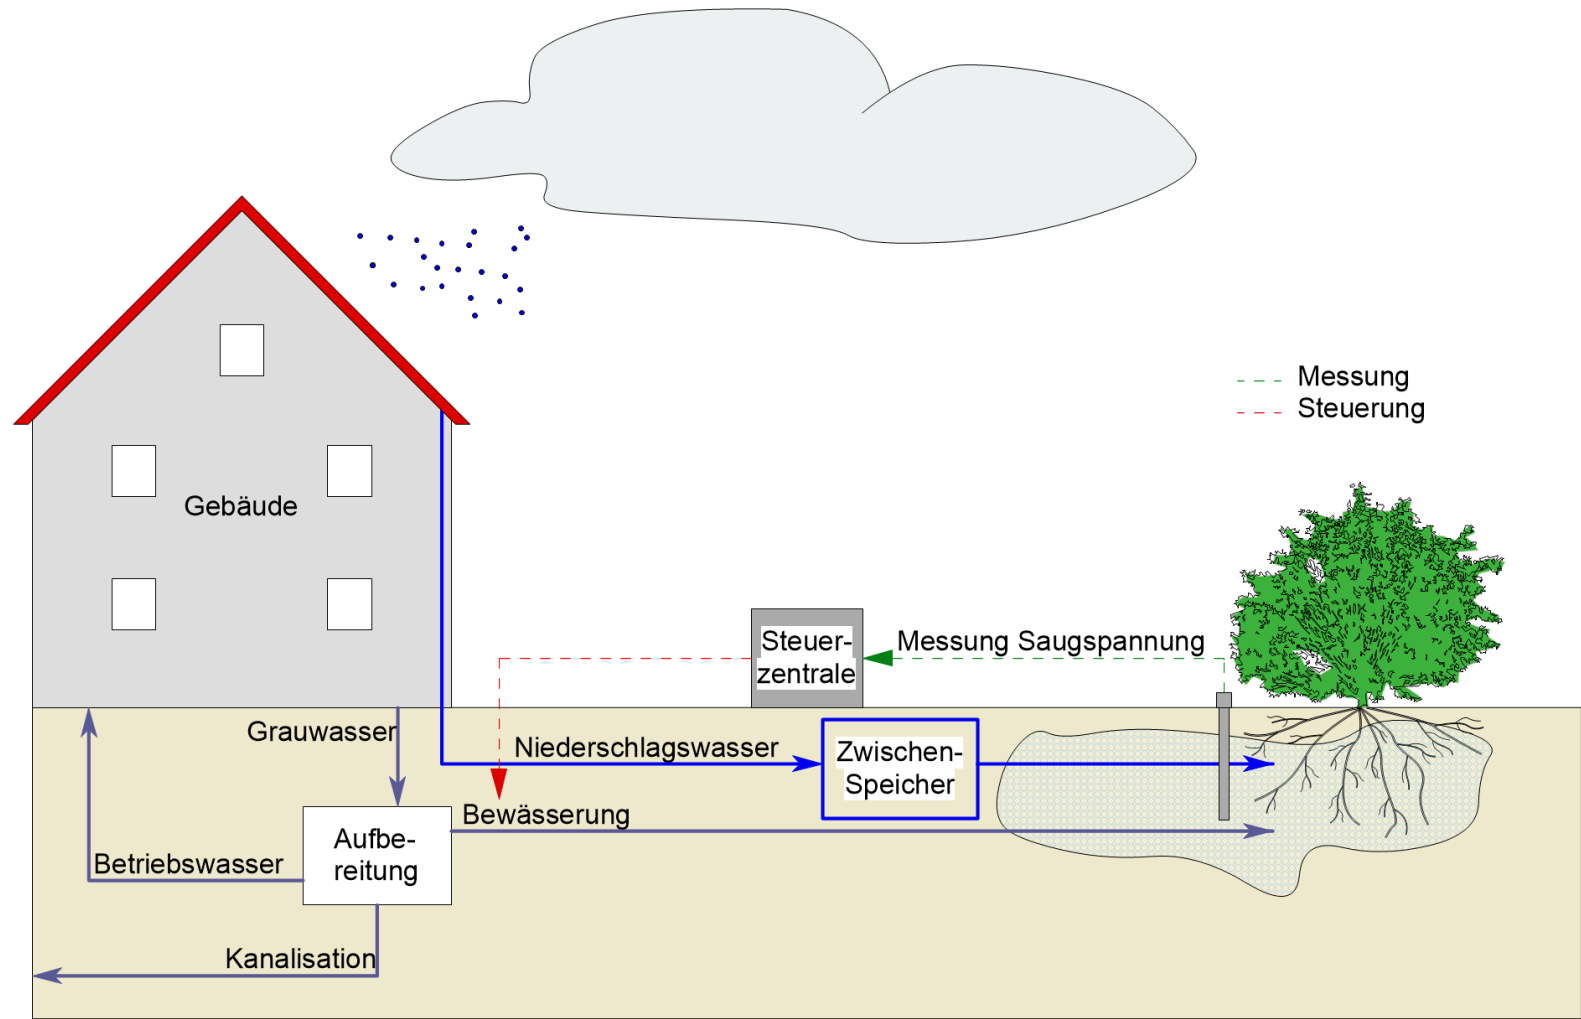 Messung
Steuerung
Gebäude
Steuer-
zentrale
Messung Saugspannung
Grauwasser
Niederschlagswasser
Zwischen-
Speicher
Bewässerung
Aufbe-
reitung
Betriebswasser
Kanalisation